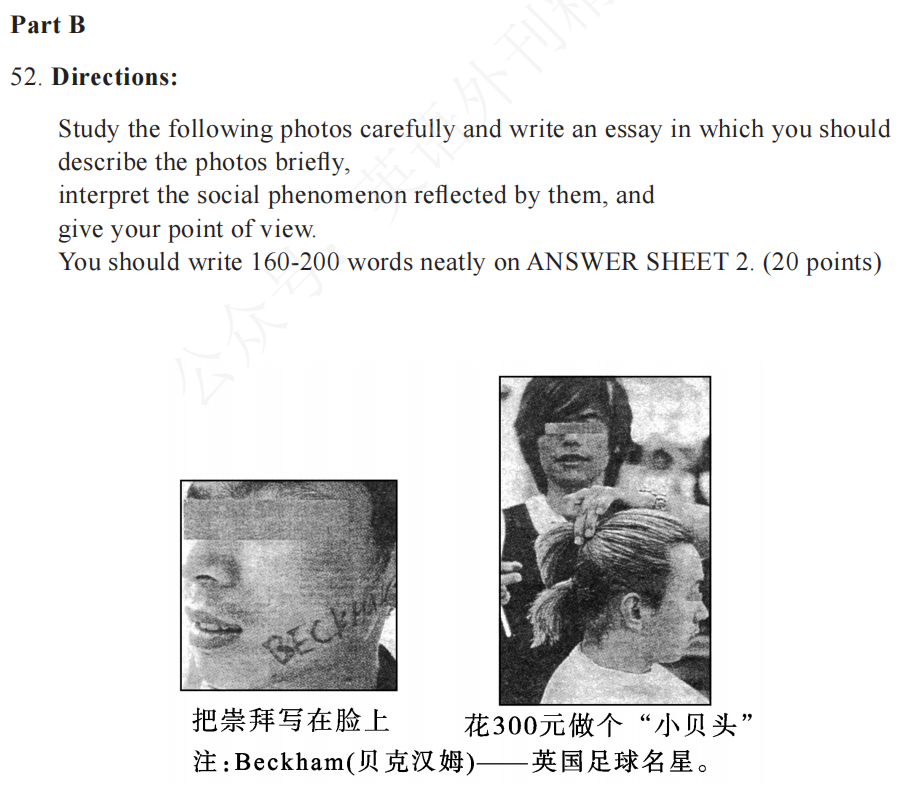 Part B
52. Directions:
Study the following photos carefully and write an essay in which you should
describe the photos briefly,
interpret the social phenomenon reflected by them, and
give your point of view.
You should write 160-200 words neatly on ANSWER SHEET 2. (20 points)
公众号：英语外刊精
BECKHAM
把崇拜写在脸上
花300元做个“小贝头”
注:Beckham(贝克汉姆)——英国足球名星。